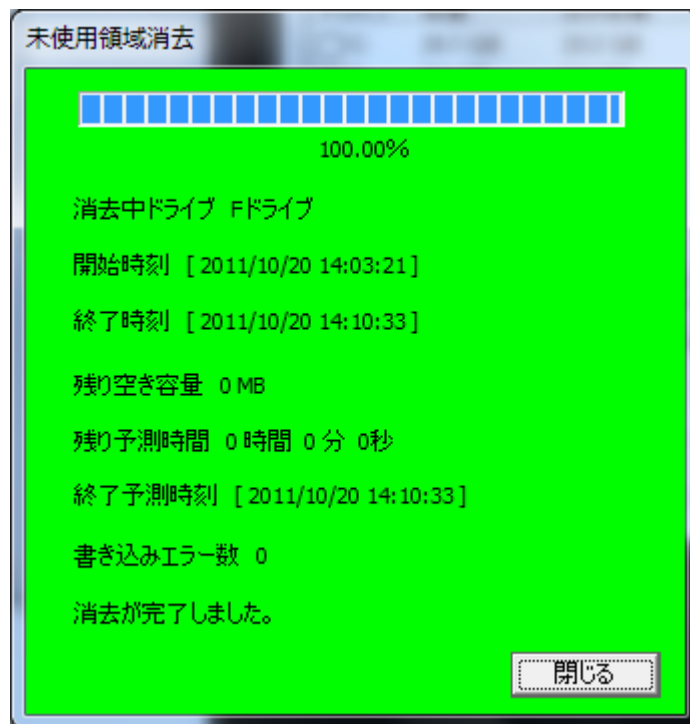 未使用領域消去
100.00%
消去中ドライブ Fドライブ
開始時刻 [ 2011/10/20 14:03:21 ]
終了時刻 [ 2011/10/20 14:10:33 ]
残り空き容量 0 MB
残り予測時間 0 時間 0 分 0秒
終了予測時刻 [ 2011/10/20 14:10:33 ]
書き込みエラー数 0
消去が完了しました。
閉じる